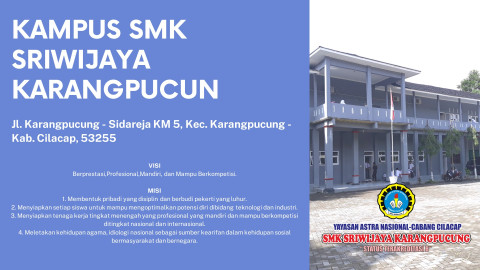 KAMPUS SMK
SRIWIJAYA
KARANGPUCUN
Jl. Karangpucung - Sidareja KM 5, Kec. Karangpucung -
Kab. Cilacap, 53255
VISI
Berprestasi,Profesional,Mandiri, dan Mampu Berkompetisi.
MISI
1. Membentuk pribadi yang disiplin dan berbudi pekerti yang luhur.
2. Menyiapkan setiap siswa untuk mampu mengoptimalkan potensi diri dibidang teknologi dan industri.
3. Menyiapkan tenaga kerja tingkat menengah yang profesional yang mandiri dan mampu berkompetisi
ditingkat nasional dan internasional.
4. Meletakan kehidupan agama, idiologi nasional sebagai sumber kearifan dalam kehidupan sosial
bermasyarakat dan bernegara.
YAYASAN ASTRA NASIONAL-CABANG CILACAP
SMK SRIWIJAYA KARANGPUCUNG